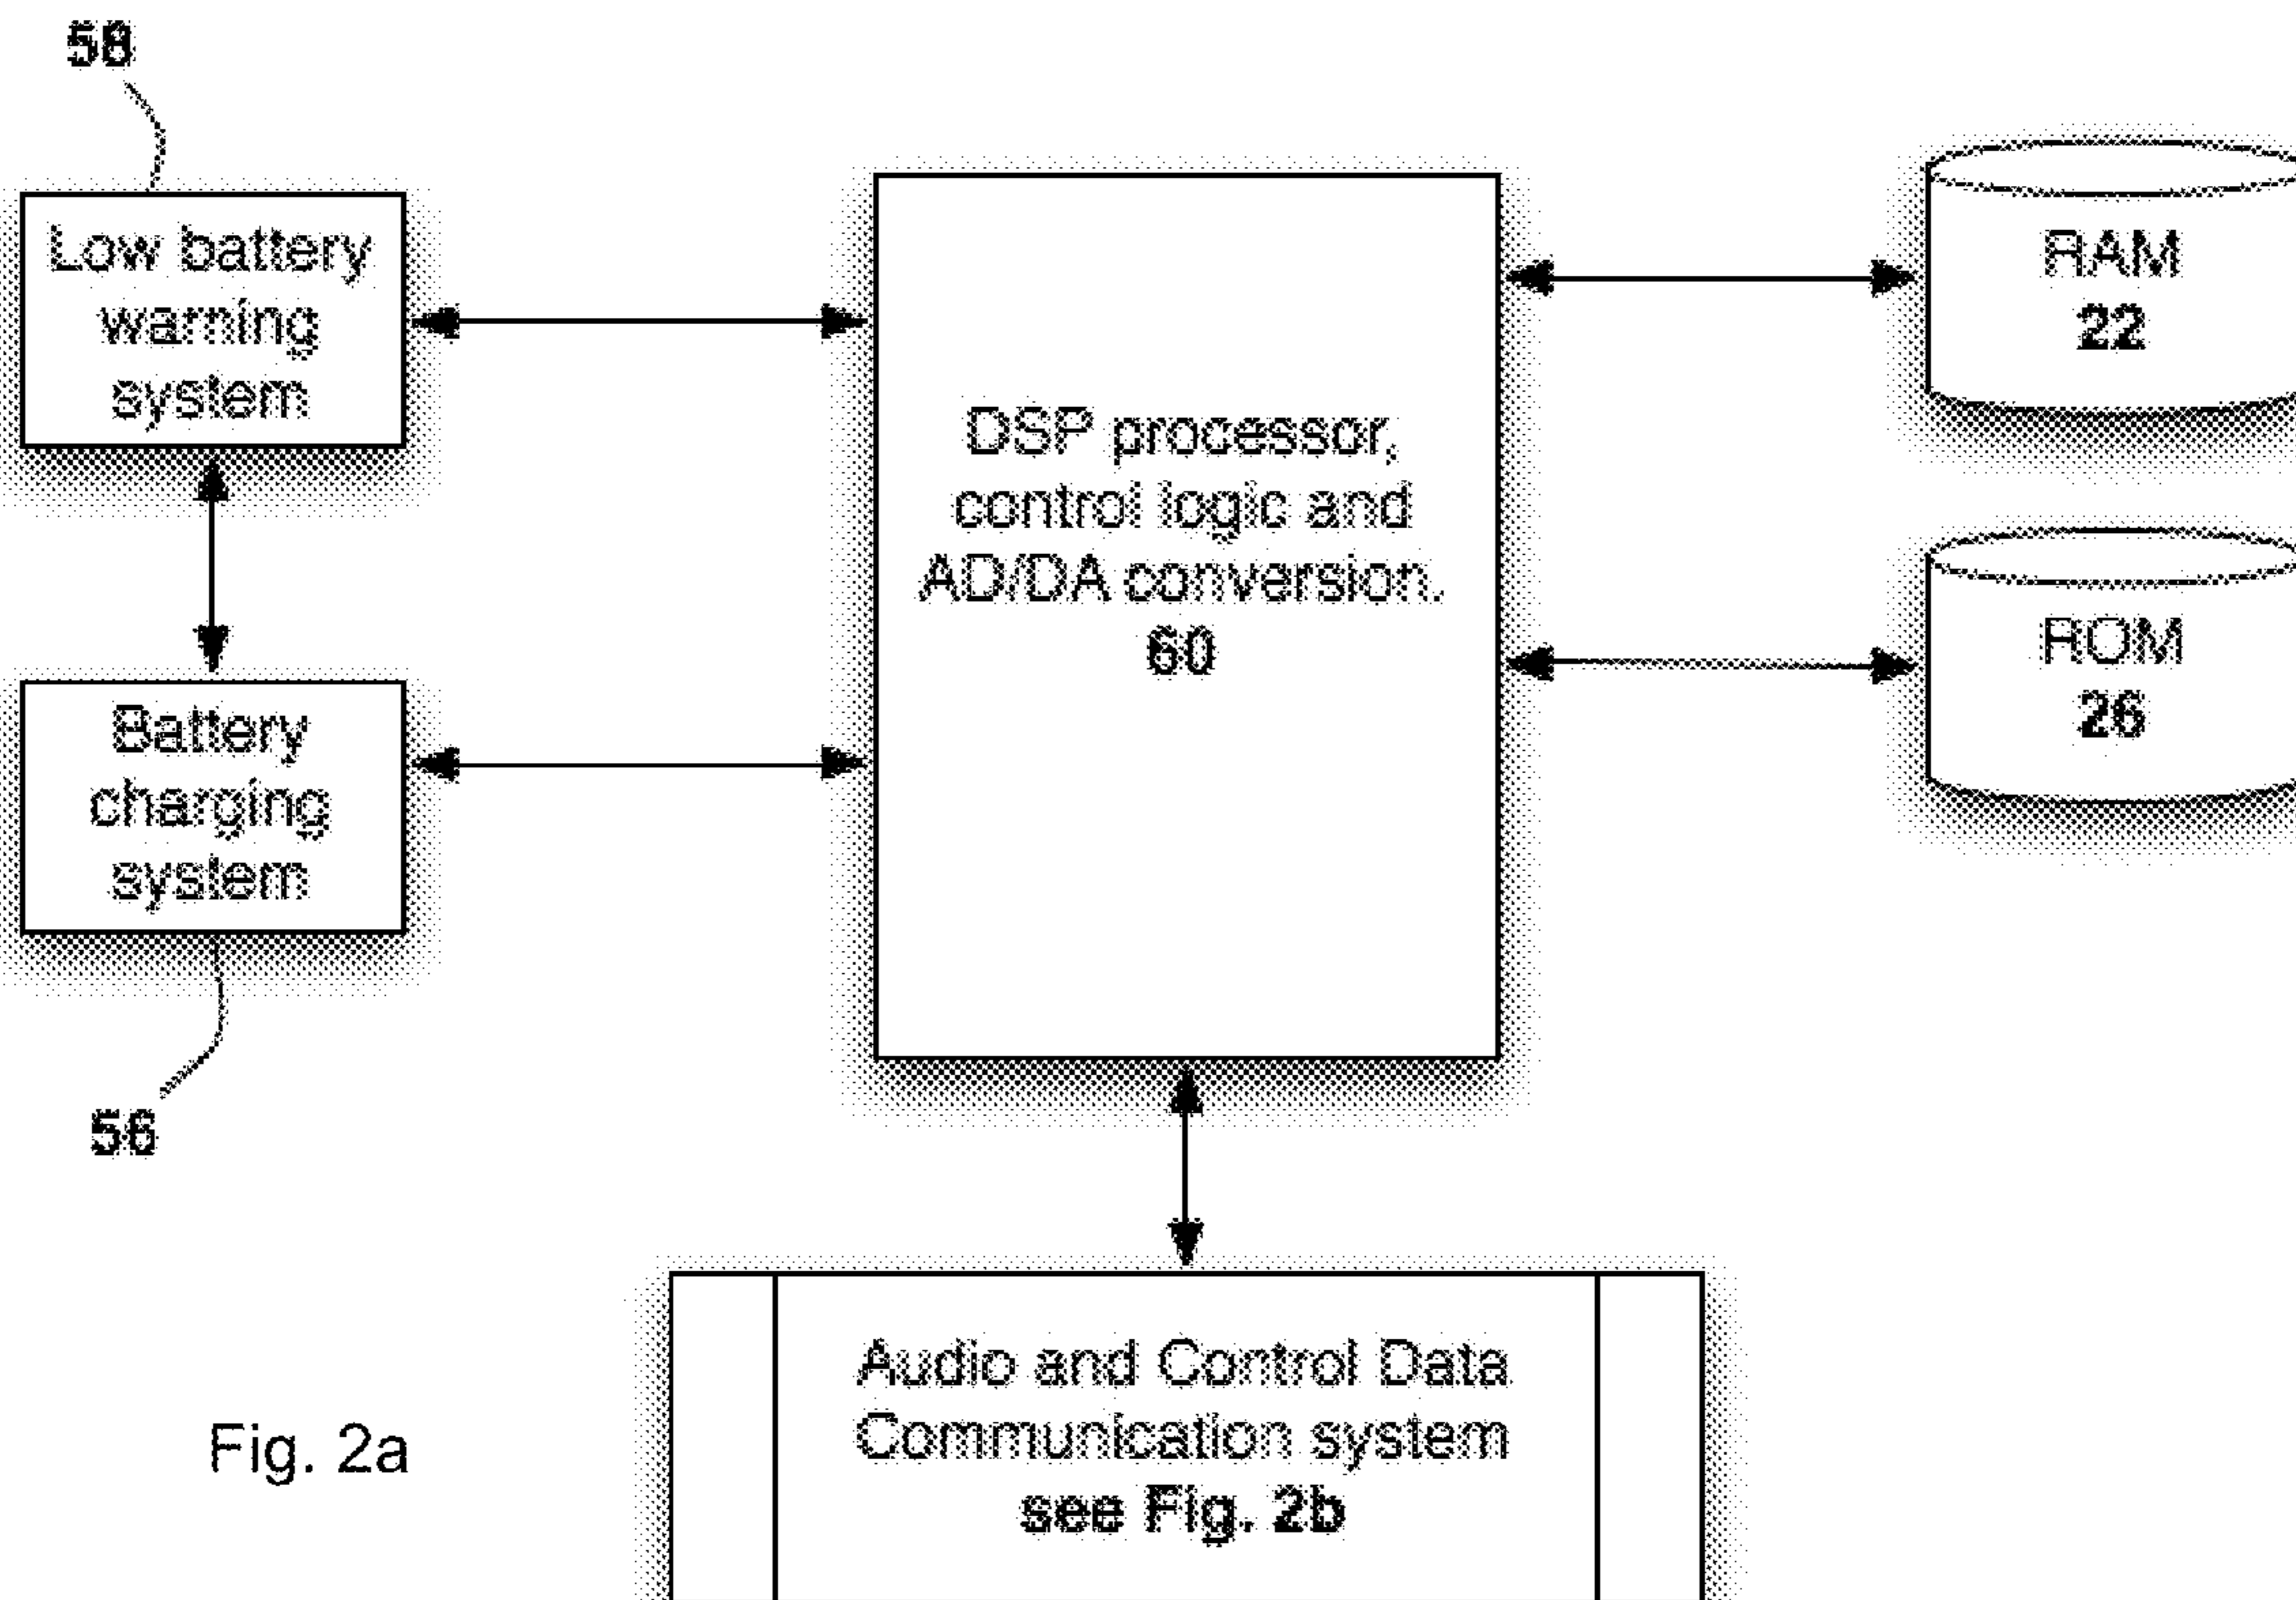 58
Low battery
warning
system
DSP processor,
control logic and
AD/DA conversion.
60
RAM
22
ROM
26
Battery
charging
system
56
Audio and Control Data
Communication system
see Fig. 2b
Fig. 2a